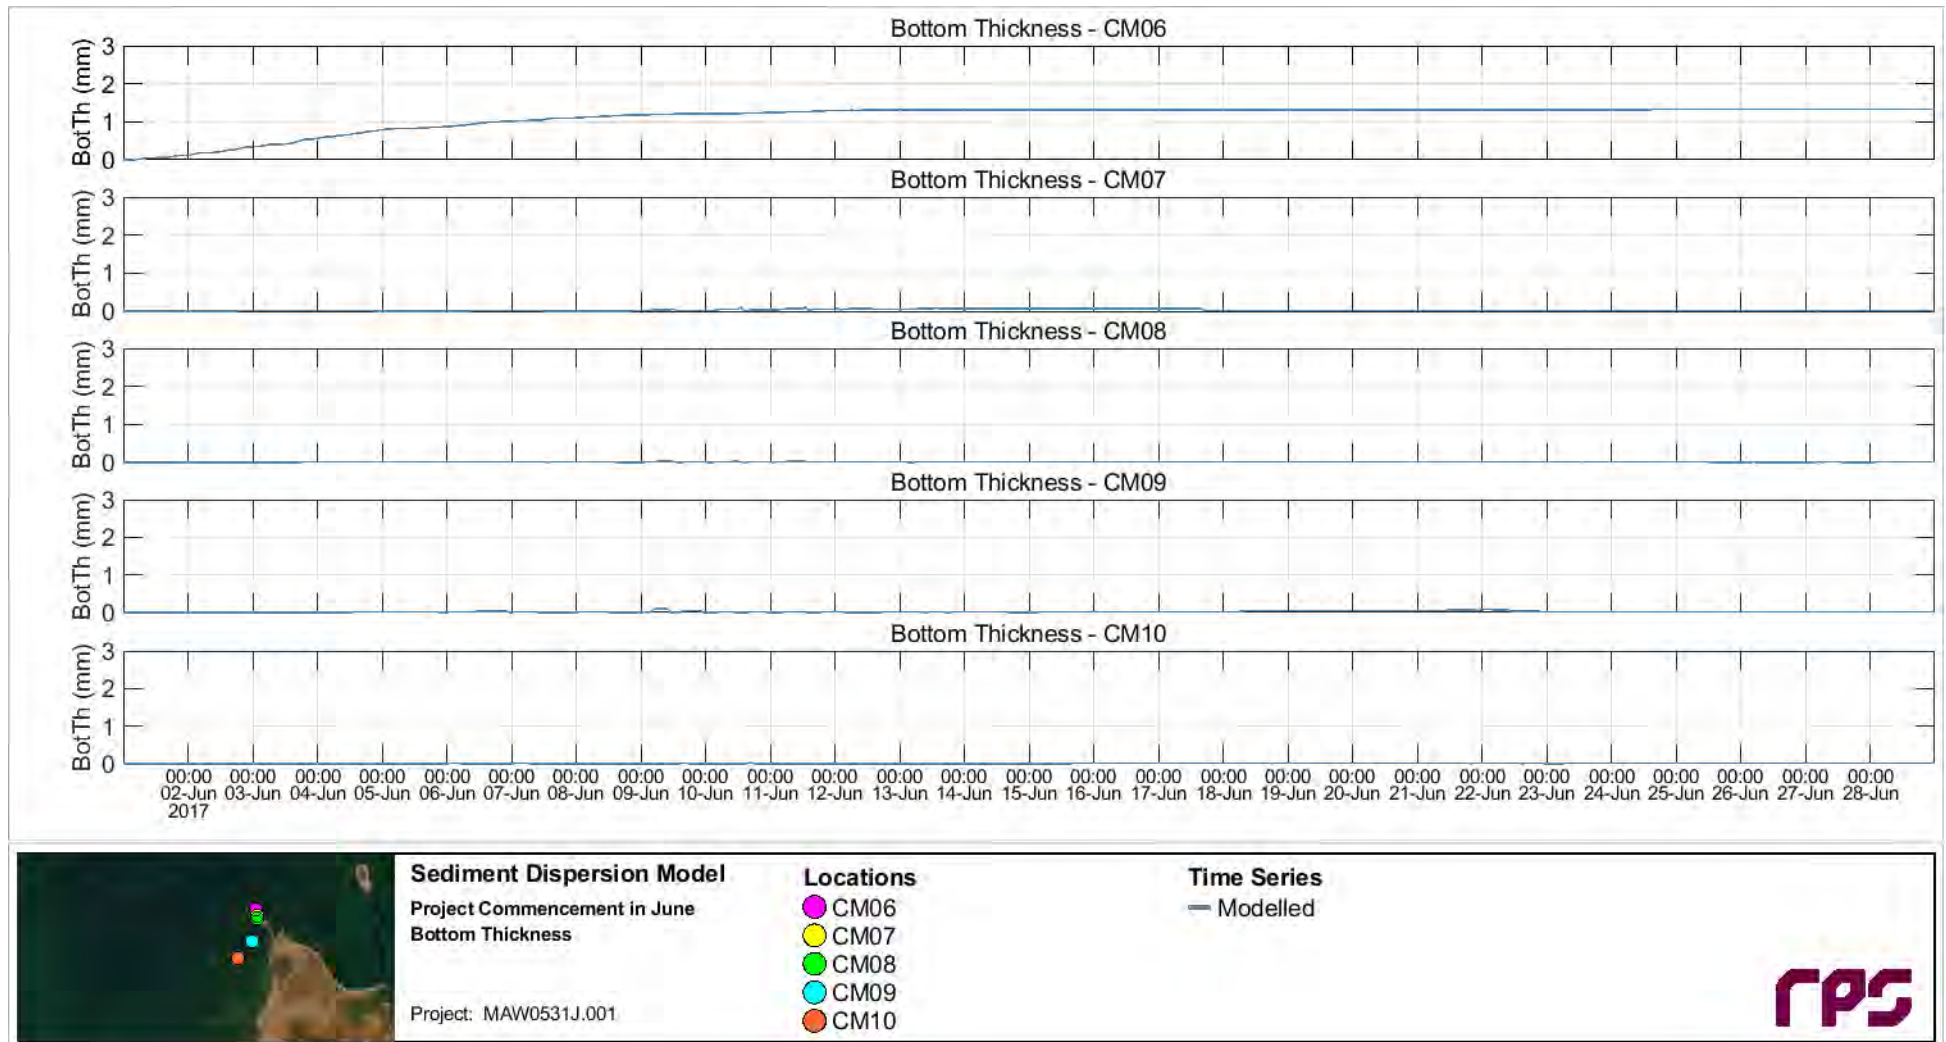 Bottom Thickness - CM06
3
2
1
0
BotTh (mm)
Bottom Thickness - CM07
3
2
1
0
BotTh (mm)
Bottom Thickness - CM08
3
2
1
0
BotTh (mm)
Bottom Thickness - CM09
3
2
1
0
BotTh (mm)
Bottom Thickness - CM10
3
2
1
0
BotTh (mm)
00:00 00:00 00:00 00:00 00:00 00:00 00:00 00:00 00:00 00:00 00:00 00:00 00:00 00:00 00:00 00:00 00:00 00:00 00:00 00:00 00:00 00:00 00:00 00:00 00:00 00:00 00:00
02-Jun 03-Jun 04-Jun 05-Jun 06-Jun 07-Jun 08-Jun 09-Jun 10-Jun 11-Jun 12-Jun 13-Jun 14-Jun 15-Jun 16-Jun 17-Jun 18-Jun 19-Jun 20-Jun 21-Jun 22-Jun 23-Jun 24-Jun 25-Jun 26-Jun 27-Jun 28-Jun
2017
Sediment Dispersion Model
Project Commencement in June
Bottom Thickness
Project: MAW0531J.001
Locations
CM06
CM07
CM08
CM09
CM10
Time Series
Modelled
rps